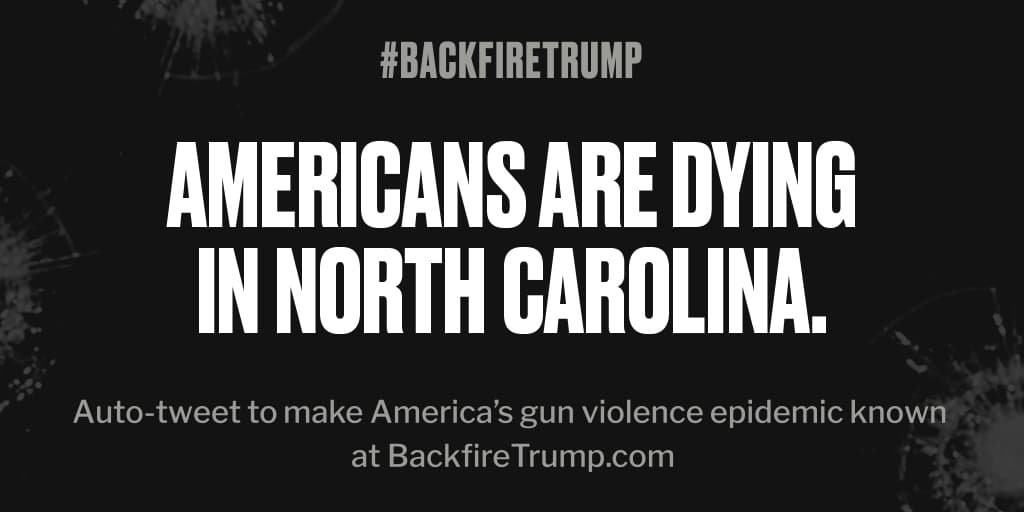 #BACKFIRETRUMP
AMERICANS ARE DYING
IN NORTH CAROLINA.
Auto-tweet to make America’s gun violence epidemic known
at BackfireTrump.com